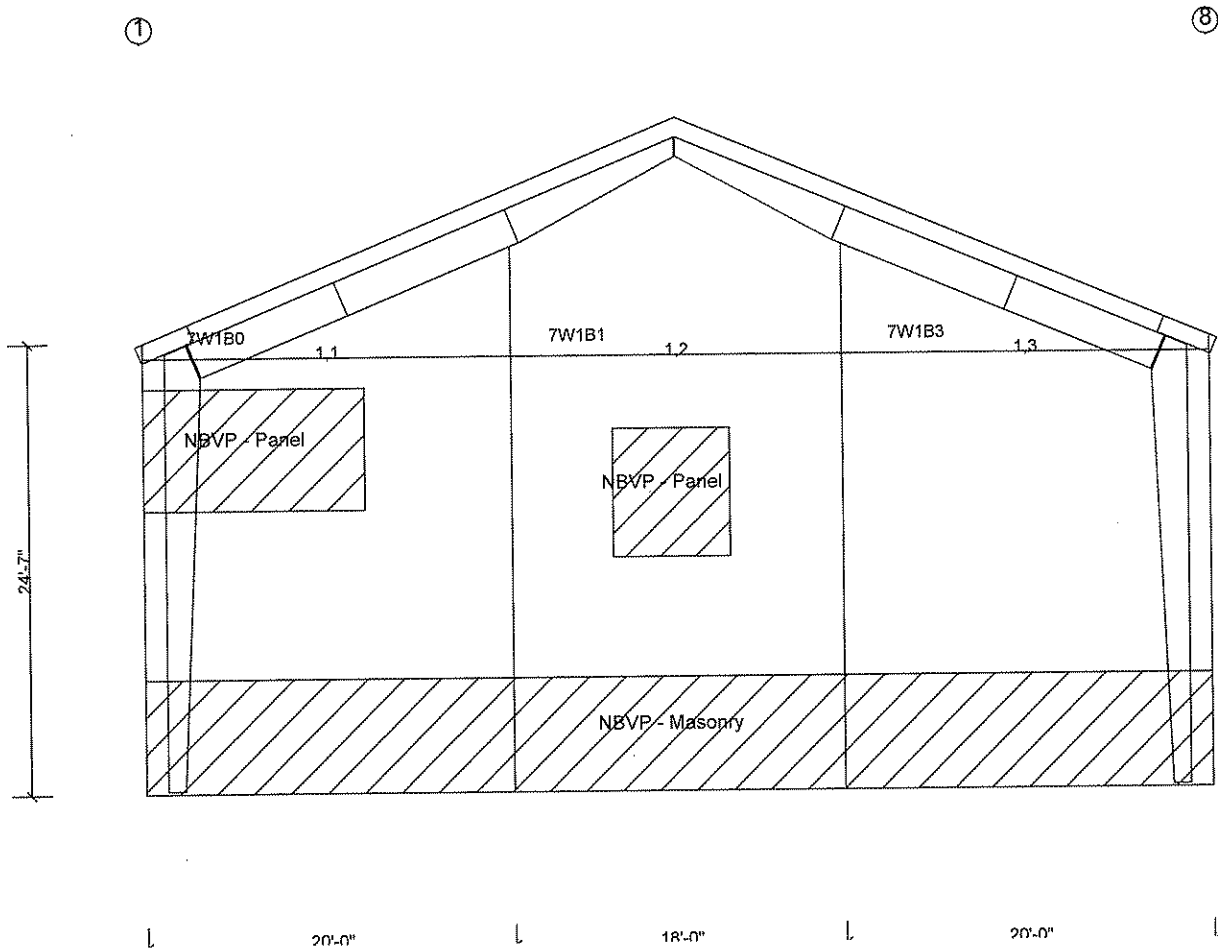 1
8
7W1B0
1,1
7W1B1
1,2
7W1B3
1,3
NBVP - Panel
NBVP - Panel
24'-7"
NBVP - Masonry
20'-0"
18'-0"
20'-0"